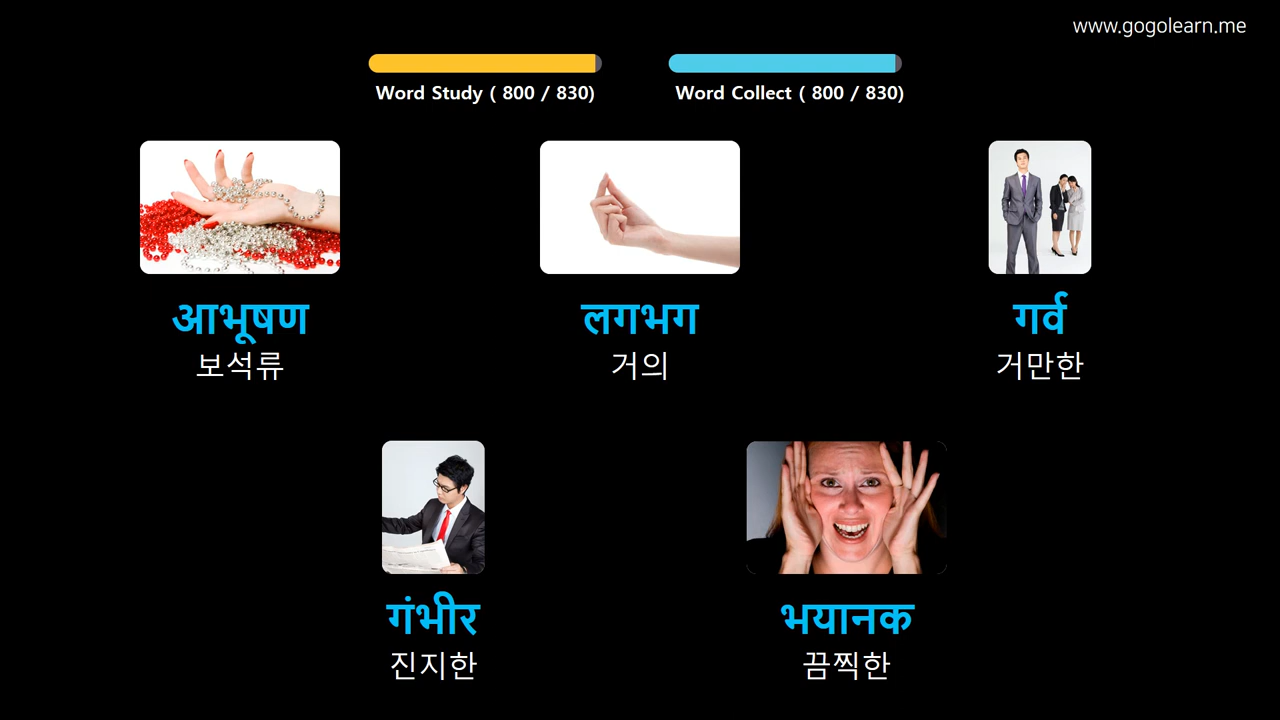 www.gogolearn.me
Word Study ( 800 / 830)
Word Collect ( 800 / 830)
आभूषण
보석류
लगभग
거의
गर्व
거만한
गंभीर
진지한
भयानक
끔찍한